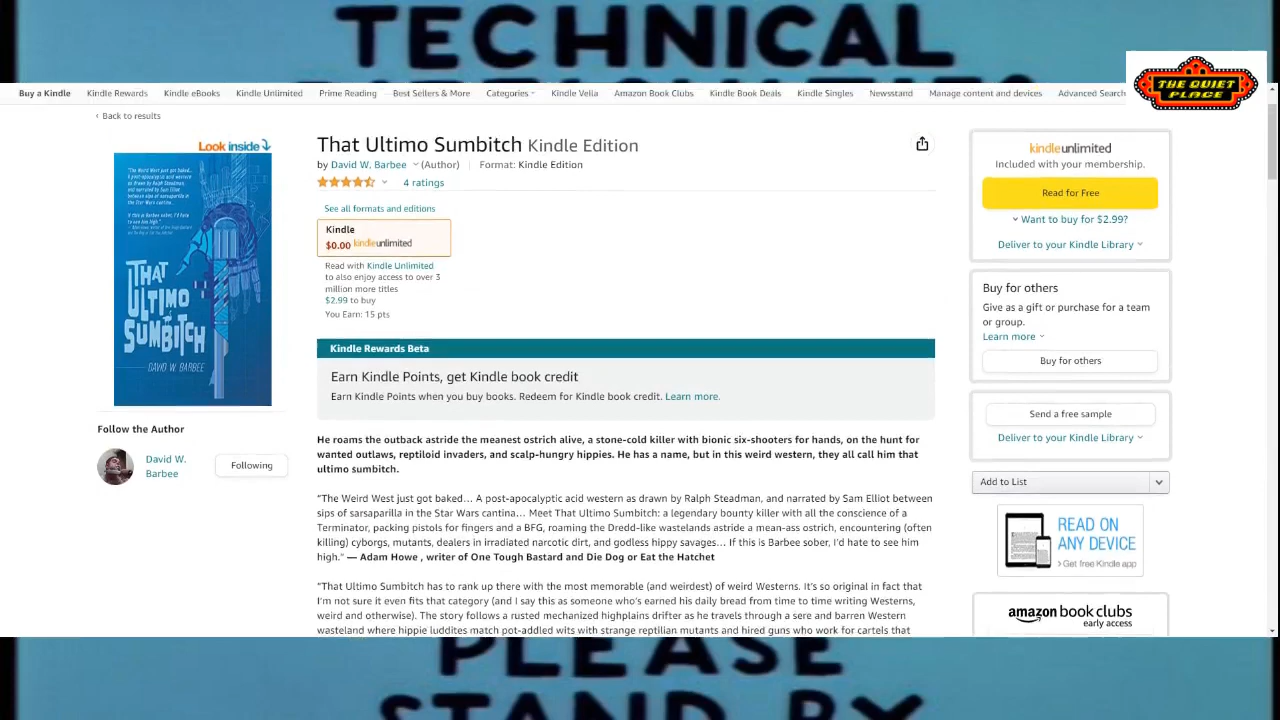 TECHNICAL
Buy a Kindle Kindle Rewards Kindle eBooks Kindle Unlimited Prime Reading Best Sellers & More Categories Kindle Vella Amazon Book Clubs Kindle Book Deals Kindle Singles Newsstand Manage content and devices Advanced Search
THE QUIET
PLACE
‹ Back to results
Look inside
That Ultimo Sumbitch Kindle Edition
by David W. Barbee (Author) Format: Kindle Edition
4 ratings
See all formats and editions
Kindle
$0.00 kindleunlimited
Read with Kindle Unlimited
to also enjoy access to over 3
million more titles
$2.99 to buy
You Earn: 15 pts
Kindle Rewards Beta
Earn Kindle Points, get Kindle book credit
Earn Kindle Points when you buy books. Redeem for Kindle book credit. Learn more.
THAT
ULTIMO
SUMBITCH
DAVID W. BARBEE
Follow the Author
David W.
Barbee
Following
He roams the outback astride the meanest ostrich alive, a stone-cold killer with bionic six-shooters for hands, on the hunt for
wanted outlaws, reptiloid invaders, and scalp-hungry hippies. He has a name, but in this weird western, they all call him that
ultimo sumbitch.
“The Weird West just got baked… A post-apocalyptic acid western as drawn by Ralph Steadman, and narrated by Sam Elliot between
sips of sarsaparilla in the Star Wars cantina… Meet That Ultimo Sumbitch: a legendary bounty killer with all the conscience of a
Terminator, packing pistols for fingers and a BFG, roaming the Dredd-like wastelands astride a mean-ass ostrich, encountering (often
killing) cyborgs, mutants, dealers in irradiated narcotic dirt, and godless hippy savages… If this is Barbee sober, I’d hate to see him
high.” — Adam Howe , writer of One Tough Bastard and Die Dog or Eat the Hatchet
“That Ultimo Sumbitch has to rank up there with the most memorable (and weirdest) of weird Westerns. It’s so original in fact that
I’m not sure it even fits that category (and I say this as someone who’s earned his daily bread from time to time writing Westerns,
weird and otherwise). The story follows a rusted mechanized highplains drifter as he travels through a sere and barren Western
wasteland where hippie luddites match pot-addled wits with strange reptilian mutants and hired guns who work for cartels that
kindleunlimited
Included with your membership.
Read for Free
Want to buy for $2.99?
Deliver to your Kindle Library
Buy for others
Give as a gift or purchase for a team
or group.
Learn more
Buy for others
Send a free sample
Deliver to your Kindle Library
Add to List
READ ON
ANY DEVICE
› Get free Kindle app
amazon book clubs
early access
PLEASE
STAND BY